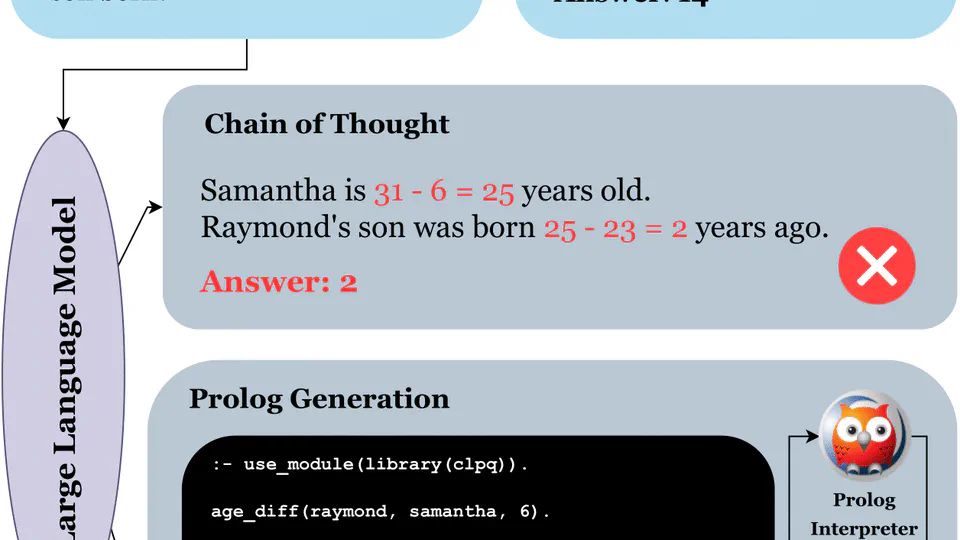 Answer: 14
Chain of Thought
Samantha is 31 - 6 = 25 years old.
Raymond's son was born 25 - 23 = 2 years ago.
Answer: 2
Large Language Model
Prolog Generation
:- use_module(library(clpq)).
age_diff(raymond, samantha, 6).
Prolog
Interpreter